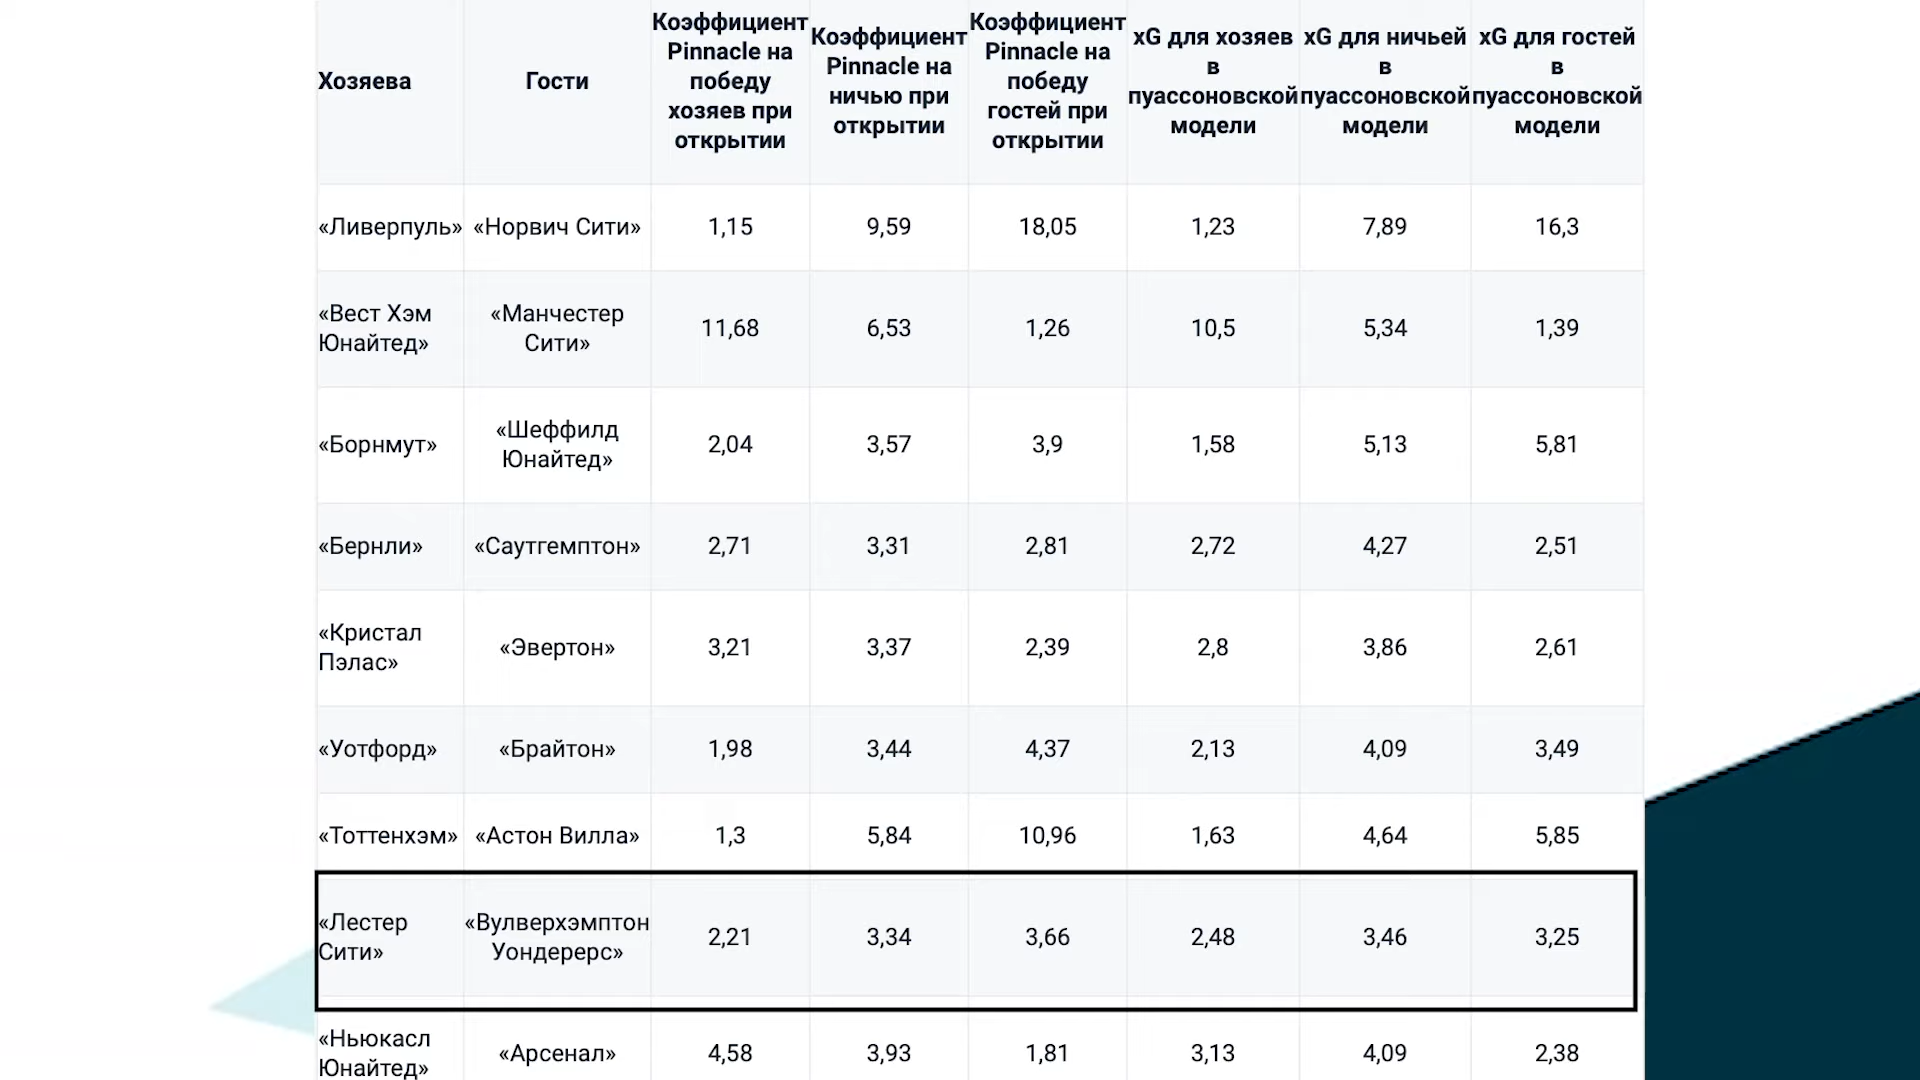 Хозяева
Гости
Коэффициент
Pinnacle на
победу
хозяев при
открытии
Коэффициент
Pinnacle на
ничью при
открытии
Коэффициент
Pinnacle на
победу
гостей при
открытии
xG для хозяев
в
пуассоновской
модели
xG для ничьей
в
пуассоновской
модели
xG для гостей
в
пуассоновской
модели
«Ливерпуль» «Норвич Сити» 1,15 9,59 18,05 1,23 7,89 16,3
«Вест Хэм
Юнайтед»
«Манчестер
Сити»
11,68 6,53 1,26 10,5 5,34 1,39
«Борнмут»
«Шеффилд
Юнайтед»
2,04 3,57 3,9 1,58 5,13 5,81
«Бернли» «Саутгемптон» 2,71 3,31 2,81 2,72 4,27 2,51
«Кристал
Пэлас»
«Эвертон» 3,21 3,37 2,39 2,8 3,86 2,61
«Уотфорд» «Брайтон» 1,98 3,44 4,37 2,13 4,09 3,49
«Тоттенхэм» «Астон Вилла» 1,3 5,84 10,96 1,63 4,64 5,85
«Лестер
Сити»
«Вулверхэмптон
Уондерерс»
2,21 3,34 3,66 2,48 3,46 3,25
«Ньюкасл
Юнайтед»
«Арсенал» 4,58 3,93 1,81 3,13 4,09 2,38